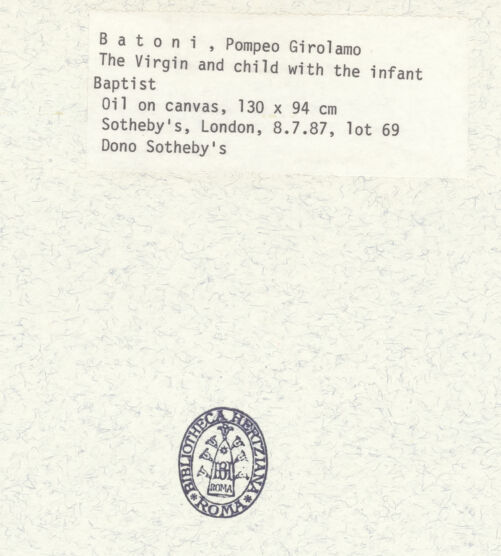 B a t o n i , Pompeo Girolamo
The Virgin and child with the infant
Baptist
Oil on canvas, 130 x 94 cm
Sotheby's, London, 8.7.87, lot 69
Dono Sotheby's
BIBLIOTHECA HERTZIANA
ROMA
ROMA